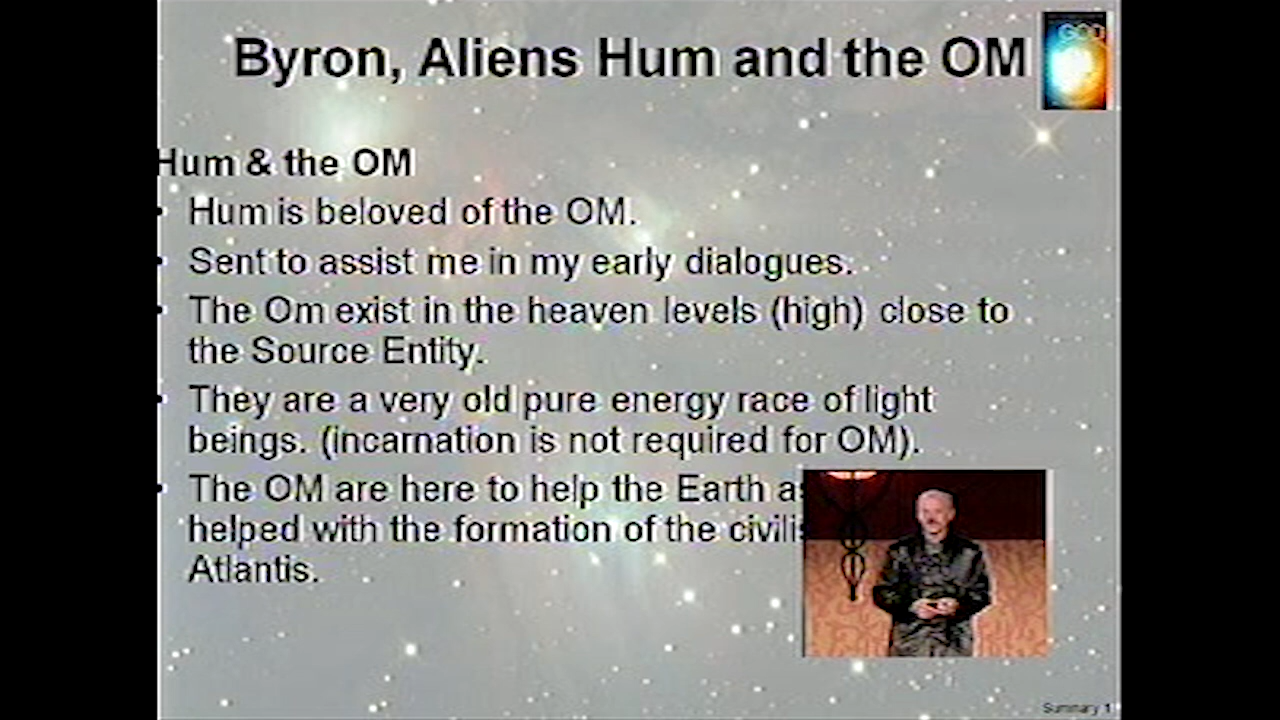 Byron, Aliens Hum and the OM
GOD
Hum & the OM
• Hum is beloved of the OM.
• Sent to assist me in my early dialogues.
• The Om exist in the heaven levels (high) close to
the Source Entity.
• They are a very old pure energy race of light
beings. (incarnation is not required for OM).
• The OM are here to help the Earth
helped with the formation of the
Atlantis.
Summary 1